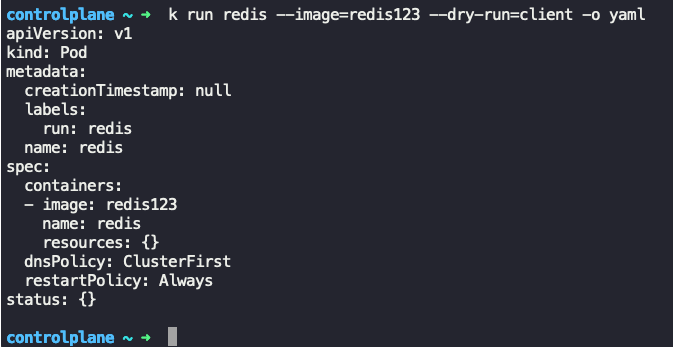 controlplane ~ ➜  k run redis --image=redis123 --dry-run=client -o yaml
apiVersion: v1
kind: Pod
metadata:
  creationTimestamp: null
  labels:
    run: redis
  name: redis
spec:
  containers:
  - image: redis123
    name: redis
    resources: {}
  dnsPolicy: ClusterFirst
  restartPolicy: Always
status: {}
controlplane ~ ➜